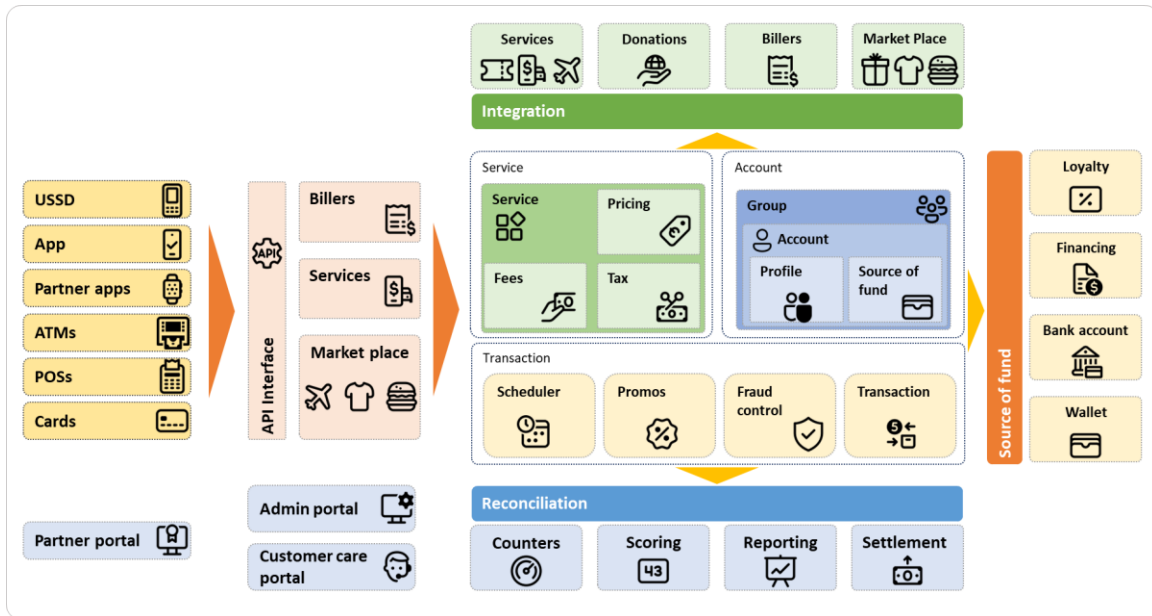 Services
Donations
Billers
Market Place
Integration
USSD
App
Partner apps
ATMs
POSs
Cards
API
API Interface
Billers
Services
Market place
Service
Service
Pricing
Fees
Tax
Account
Group
Account
Profile
Source of
fund
Transaction
Scheduler
Promos
Fraud
control
Transaction
Source of fund
Loyalty
Financing
Bank account
Wallet
Partner portal
Admin portal
Customer care
portal
Reconciliation
Counters
Scoring
43
Reporting
Settlement